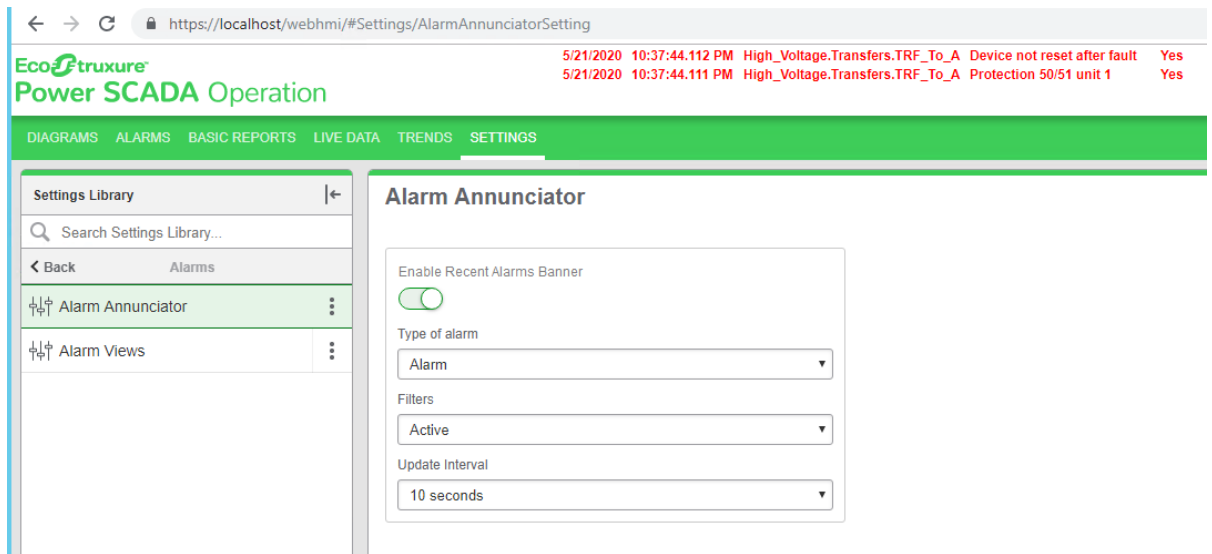 https://localhost/webhmi/#Settings/AlarmAnnunciatorSetting
EcoStruxure
Power SCADA Operation
5/21/2020 10:37:44.112 PM High_Voltage.Transfers.TRF_To_A Device not reset after fault Yes
5/21/2020 10:37:44.111 PM High_Voltage.Transfers.TRF_To_A Protection 50/51 unit 1 Yes
DIAGRAMS ALARMS BASIC REPORTS LIVE DATA TRENDS SETTINGS
Settings Library
Search Settings Library...
Back Alarms
Alarm Annunciator
Alarm Views
Alarm Annunciator
Enable Recent Alarms Banner
Type of alarm
Alarm
Filters
Active
Update Interval
10 seconds